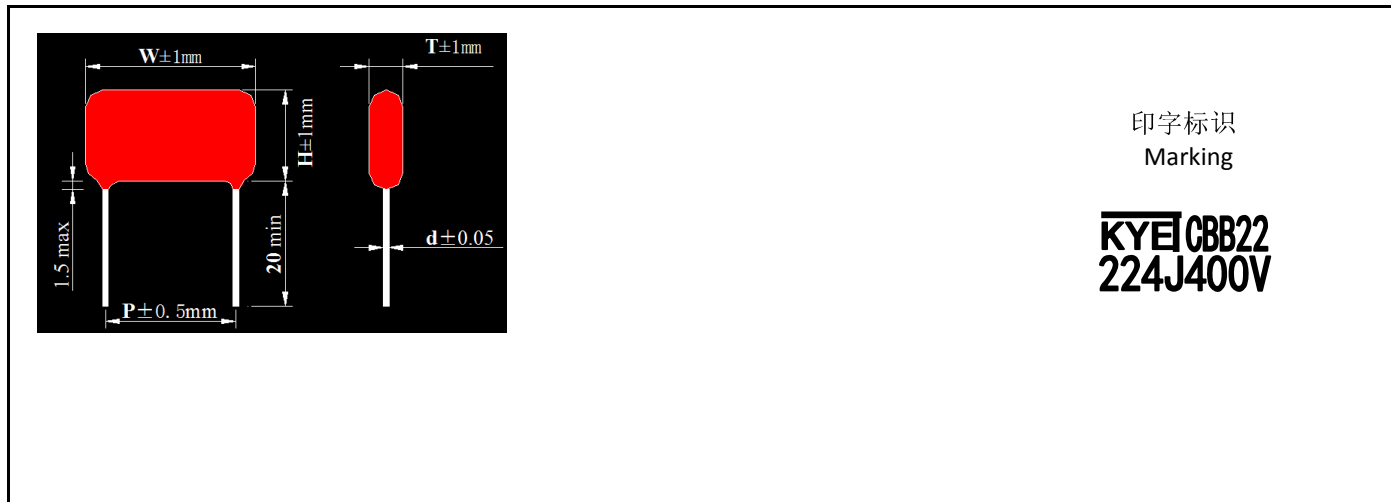 W±1mm
T±1mm
H±1mm
1.5 max
20 min
d±0.05
P±0.5mm
印字标识
Marking
KYET CBB22
224J400V